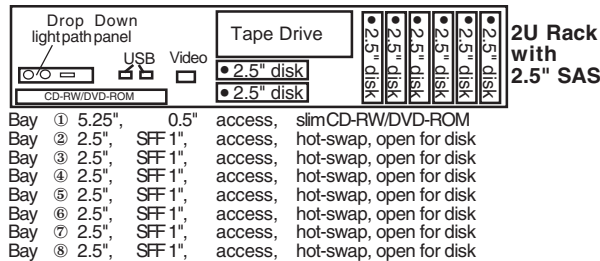 Drop Down
light path panel
USB
Video
Tape Drive
• 2.5" disk
• 2.5" disk
• 2.5" disk
• 2.5" disk
• 2.5" disk
• 2.5" disk
• 2.5" disk
• 2.5" disk
CD-RW/DVD-ROM
2U Rack
with
2.5" SAS
Bay ① 5.25", 0.5" access, slim CD-RW/DVD-ROM
Bay ② 2.5", SFF 1", access, hot-swap, open for disk
Bay ③ 2.5", SFF 1", access, hot-swap, open for disk
Bay ④ 2.5", SFF 1", access, hot-swap, open for disk
Bay ⑤ 2.5", SFF 1", access, hot-swap, open for disk
Bay ⑥ 2.5", SFF 1", access, hot-swap, open for disk
Bay ⑦ 2.5", SFF 1", access, hot-swap, open for disk
Bay ⑧ 2.5", SFF 1", access, hot-swap, open for disk